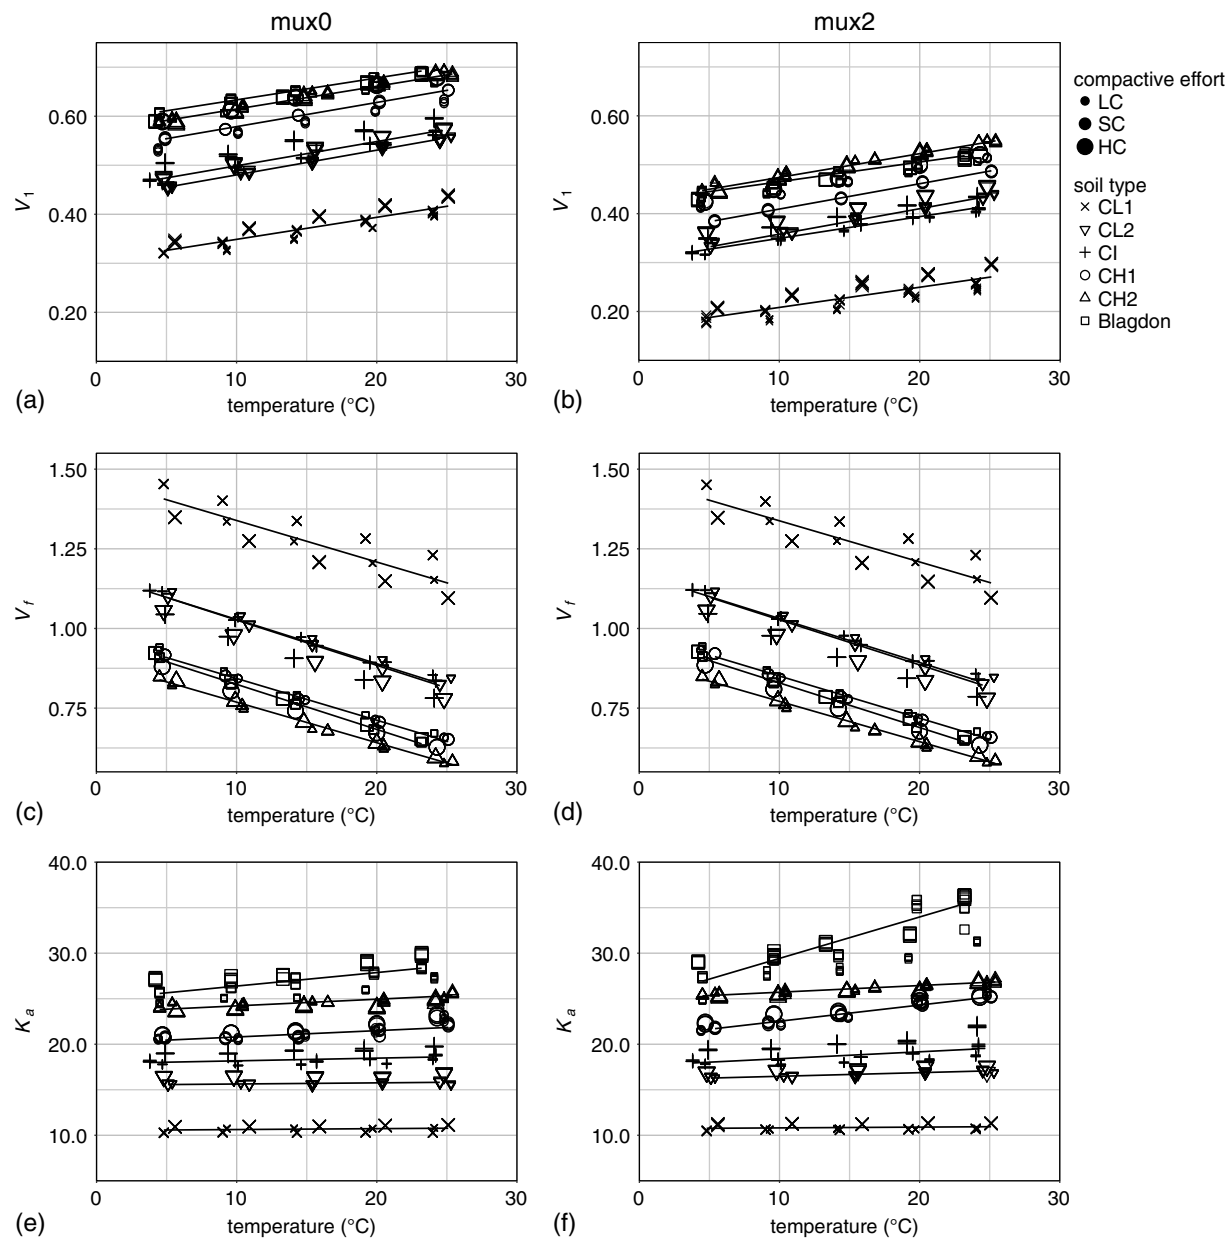 mux0
mux2
0.60
0.40
0.20
V1
0
10
20
30
temperature (°C)
(a)
0.60
0.40
0.20
V1
0
10
20
30
temperature (°C)
(b)
compactive effort
LC
SC
HC
soil type
CL1
CL2
CI
CH1
CH2
Blagdon
1.50
1.25
1.00
0.75
Vf
0
10
20
30
temperature (°C)
(c)
1.50
1.25
1.00
0.75
Vf
0
10
20
30
temperature (°C)
(d)
40.0
30.0
20.0
10.0
Ka
0
10
20
30
temperature (°C)
(e)
40.0
30.0
20.0
10.0
Ka
0
10
20
30
temperature (°C)
(f)